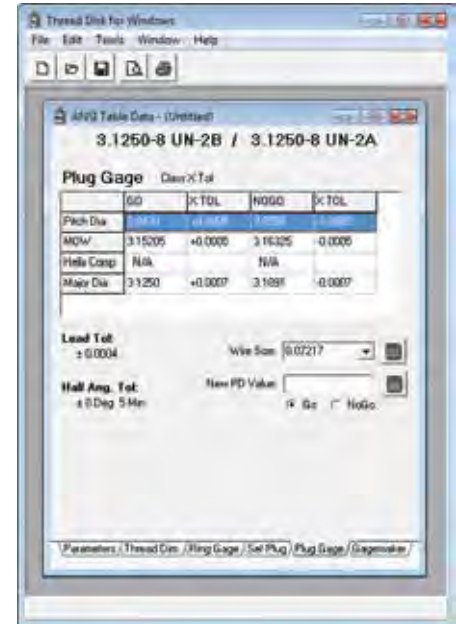 Thread Disk for Windows
File Edit Tools Window Help
ANG Table Data - (Untitled)
3.1250-8 UN-2B / 3.1250-8 UN-2A
Plug Gage Class X Tol
GO X TOL NOGO X TOL
Pitch Dia
MOW 3.15205 +0.0005 3.16325 -0.0005
Helix Comp N/A N/A
Major Dia 3.1250 +0.0007 -0.0007
Lead Tol:
± 0.0004
Wire Size: 0.07217
Half Ang. Tol:
± 0 Deg 5 Min
New PD Value:
Go NoGo
Parameters Thread Dim Ring Gage Set Plug Plug Gage Gagemaker